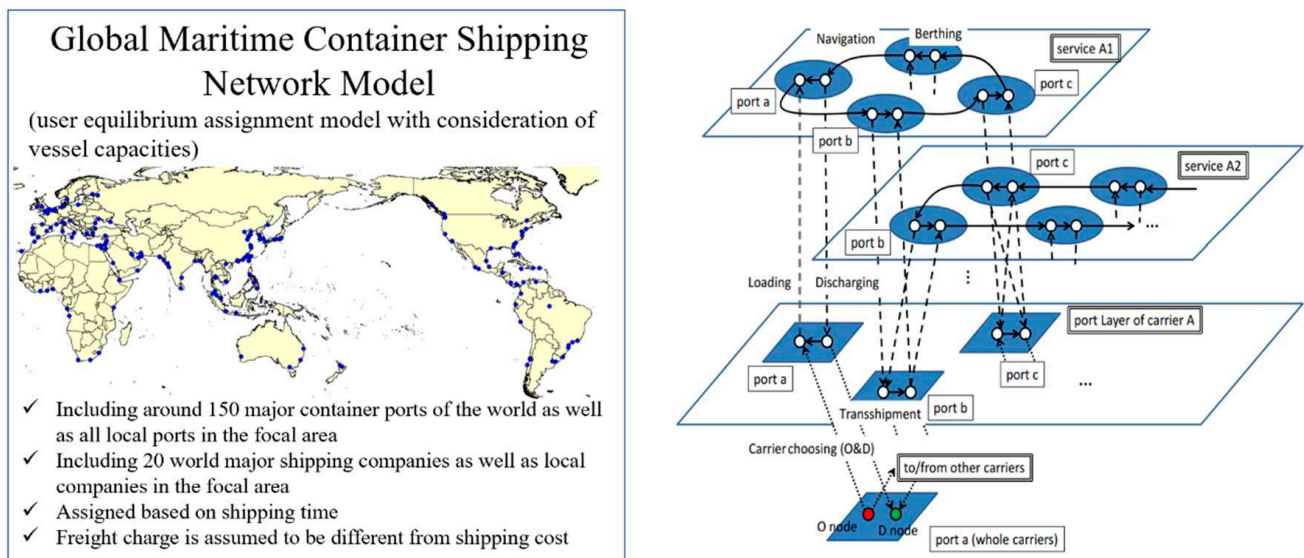 Global Maritime Container Shipping
Network Model
(user equilibrium assignment model with consideration of
vessel capacities)
✓ Including around 150 major container ports of the world as well
as all local ports in the focal area
✓ Including 20 world major shipping companies as well as local
companies in the focal area
✓ Assigned based on shipping time
✓ Freight charge is assumed to be different from shipping cost
Navigation
Berthing
service A1
port a
port c
port b
port c
service A2
port b
...
...
...
Loading
Discharging
port Layer of carrier A
port a
port c
...
Transshipment
port b
Carrier choosing (O&D)
to/from other carriers
O node
D node
port a (whole carriers)